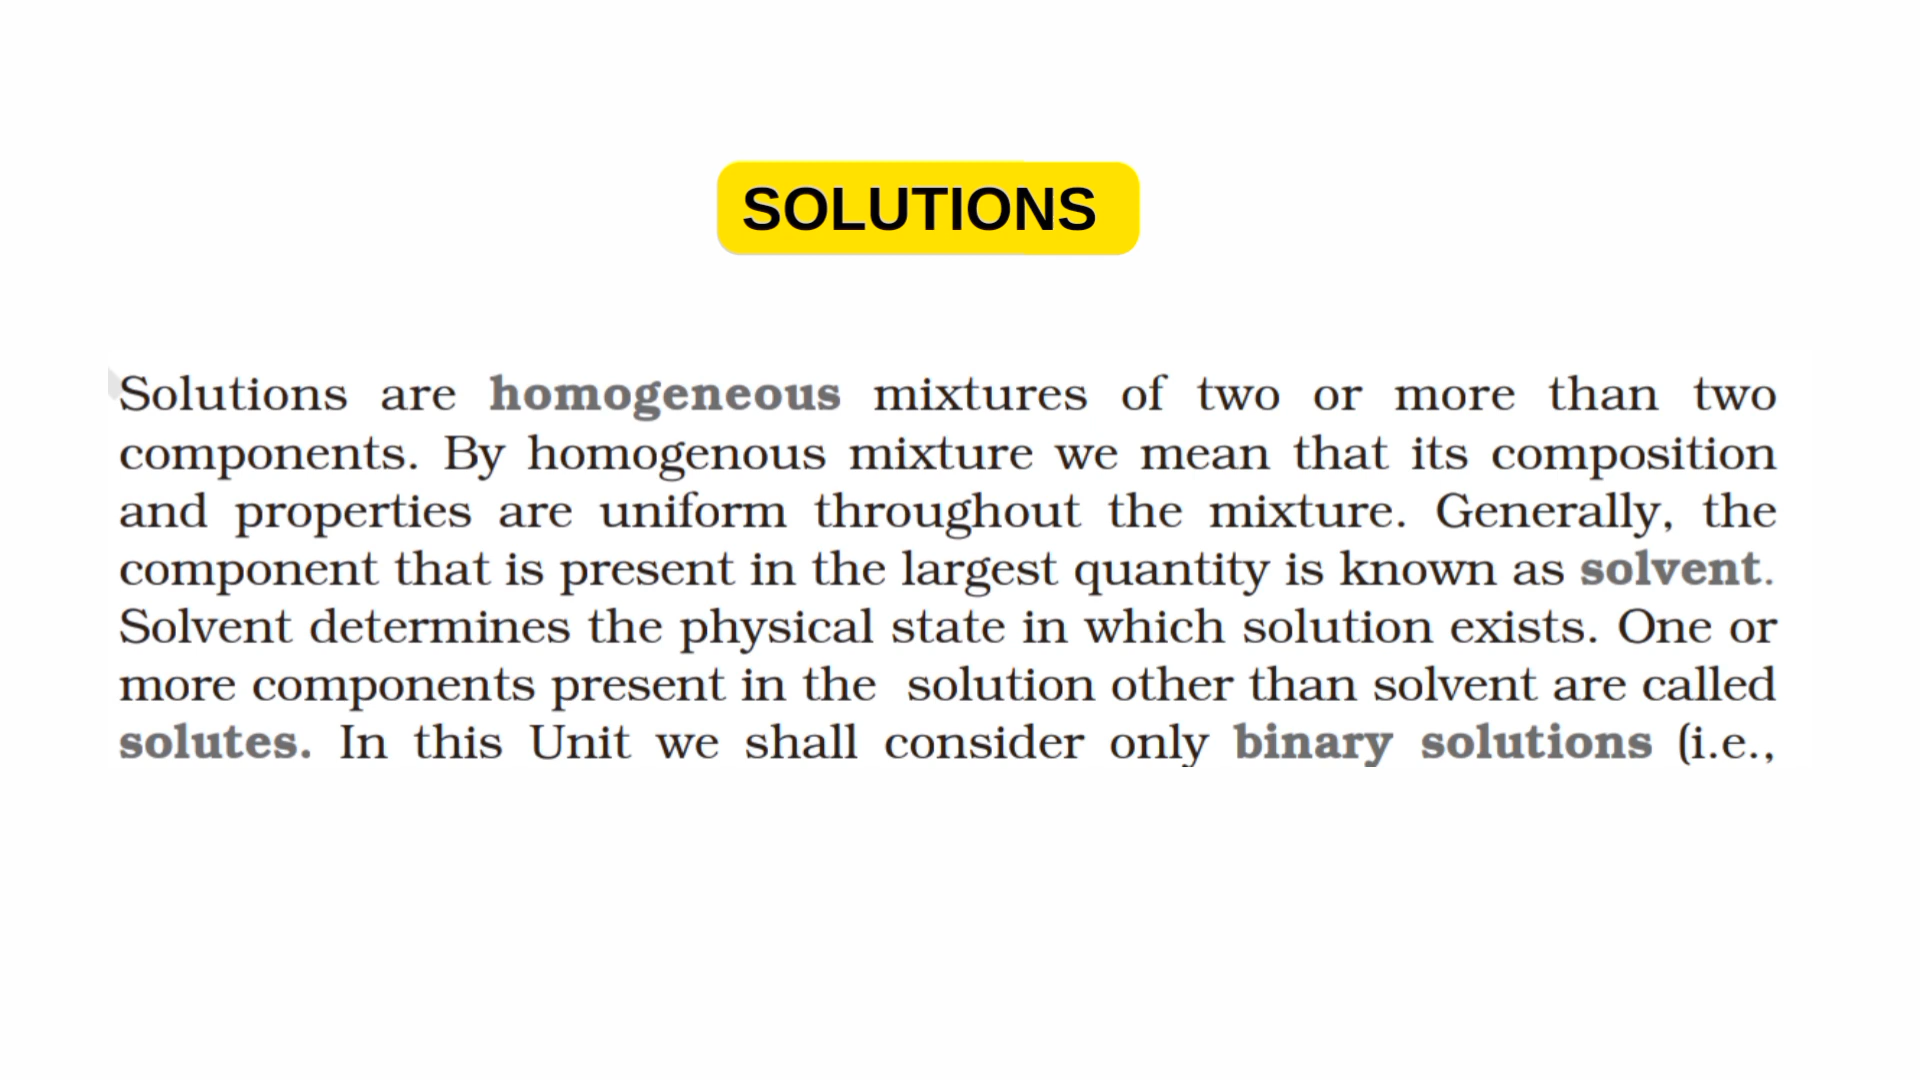 SOLUTIONS
Solutions are homogeneous mixtures of two or more than two
components. By homogenous mixture we mean that its composition
and properties are uniform throughout the mixture. Generally, the
component that is present in the largest quantity is known as solvent.
Solvent determines the physical state in which solution exists. One or
more components present in the solution other than solvent are called
solutes. In this Unit we shall consider only binary solutions (i.e.,